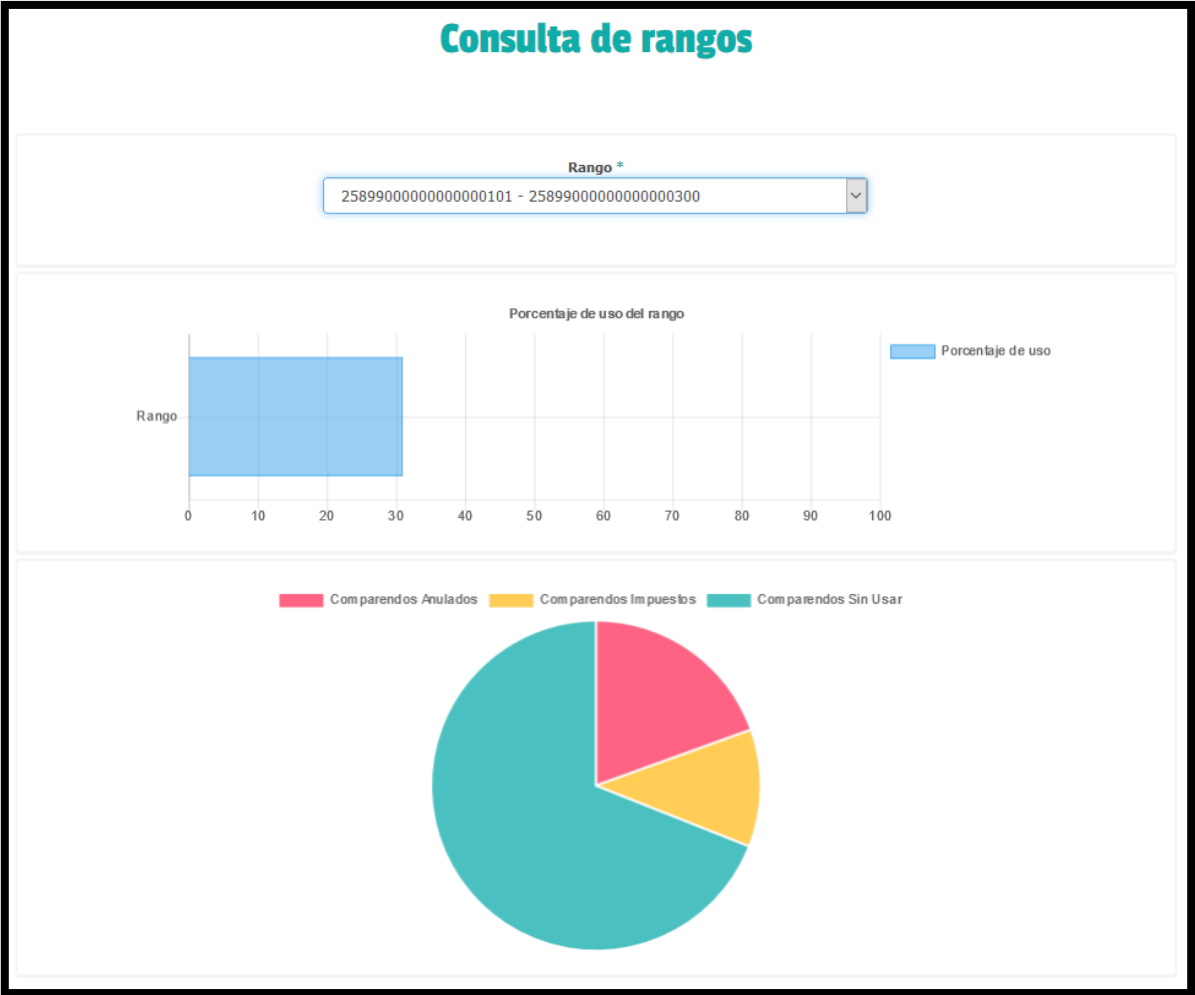 Consulta de rangos
Rango *
25899000000000000101 - 25899000000000000300
Porcentaje de uso del rango
Porcentaje de uso
Rango
0 10 20 30 40 50 60 70 80 90 100
Comparendos Anulados Comparendos Impuestos Comparendos Sin Usar